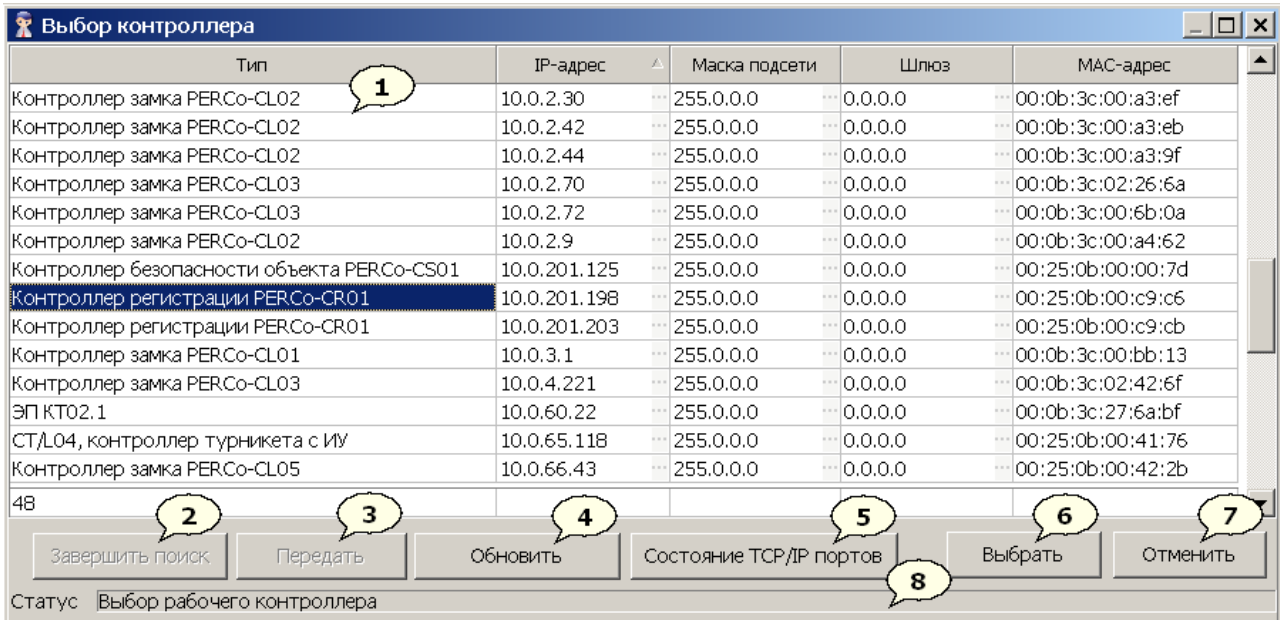 Выбор контроллера
Тип IP-адрес Маска подсети Шлюз MAC-адрес
1
Контроллер замка PERCo-CL02 10.0.2.30 ... 255.0.0.0 ... 0.0.0.0 ... 00:0b:3c:00:a3:ef
Контроллер замка PERCo-CL02 10.0.2.42 ... 255.0.0.0 ... 0.0.0.0 ... 00:0b:3c:00:a3:eb
Контроллер замка PERCo-CL02 10.0.2.44 ... 255.0.0.0 ... 0.0.0.0 ... 00:0b:3c:00:a3:9f
Контроллер замка PERCo-CL03 10.0.2.70 ... 255.0.0.0 ... 0.0.0.0 ... 00:0b:3c:02:26:6a
Контроллер замка PERCo-CL03 10.0.2.72 ... 255.0.0.0 ... 0.0.0.0 ... 00:0b:3c:00:6b:0a
Контроллер замка PERCo-CL02 10.0.2.9 ... 255.0.0.0 ... 0.0.0.0 ... 00:0b:3c:00:a4:62
Контроллер безопасности объекта PERCo-CS01 10.0.201.125 ... 255.0.0.0 ... 0.0.0.0 ... 00:25:0b:00:00:7d
Контроллер регистрации PERCo-CR01 10.0.201.198 ... 255.0.0.0 ... 0.0.0.0 ... 00:25:0b:00:c9:c6
Контроллер регистрации PERCo-CR01 10.0.201.203 ... 255.0.0.0 ... 0.0.0.0 ... 00:25:0b:00:c9:cb
Контроллер замка PERCo-CL01 10.0.3.1 ... 255.0.0.0 ... 0.0.0.0 ... 00:0b:3c:00:bb:13
Контроллер замка PERCo-CL03 10.0.4.221 ... 255.0.0.0 ... 0.0.0.0 ... 00:0b:3c:02:42:6f
ЭП КТ02.1 10.0.60.22 ... 255.0.0.0 ... 0.0.0.0 ... 00:0b:3c:27:6a:bf
CT/L04, контроллер турникета с ИУ 10.0.65.118 ... 255.0.0.0 ... 0.0.0.0 ... 00:25:0b:00:41:76
Контроллер замка PERCo-CL05 10.0.66.43 ... 255.0.0.0 ... 0.0.0.0 ... 00:25:0b:00:42:2b
48
2 3 4 5 6 7
Завершить поиск Передать Обновить Состояние TCP/IP портов Выбрать Отменить
8
Статус Выбор рабочего контроллера